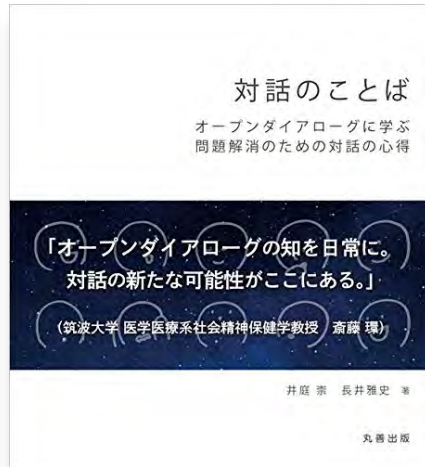 対話のことば
オープンダイアローグに学ぶ
問題解消のための対話の心得
「オープンダイアローグの知を日常に。
対話の新たな可能性がここにある。」
(筑波大学 医学医療系社会精神保健学教授 斎藤 環)
井庭 崇 長井雅史 著
丸善出版